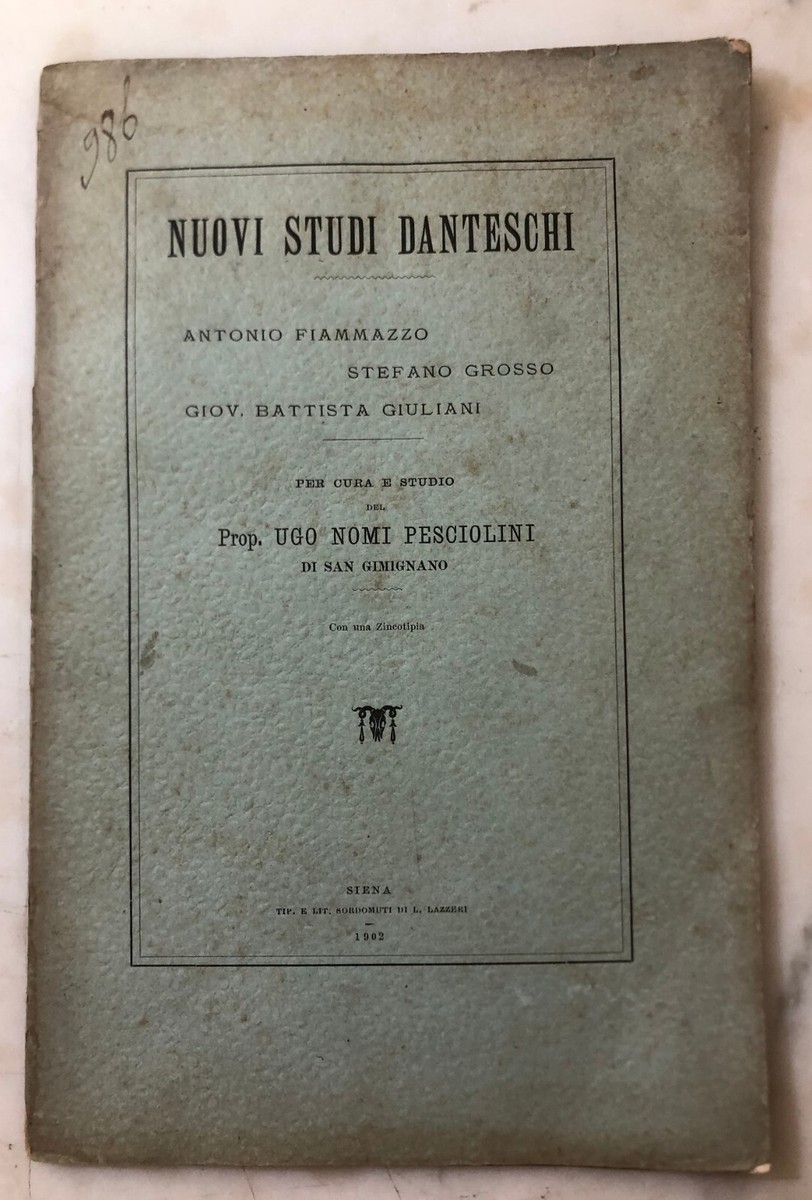 986
NUOVI STUDI DANTESCHI
ANTONIO FIAMMAZZO
STEFANO GROSSO
GIOV. BATTISTA GIULIANI
PER CURA E STUDIO
DEL
Prop. UGO NOMI PESCIOLINI
DI SAN GIMIGNANO
Con una Zincotipia
SIENA
TIP. E LIT. SORDOMUTI DI L. LAZZERI
1902